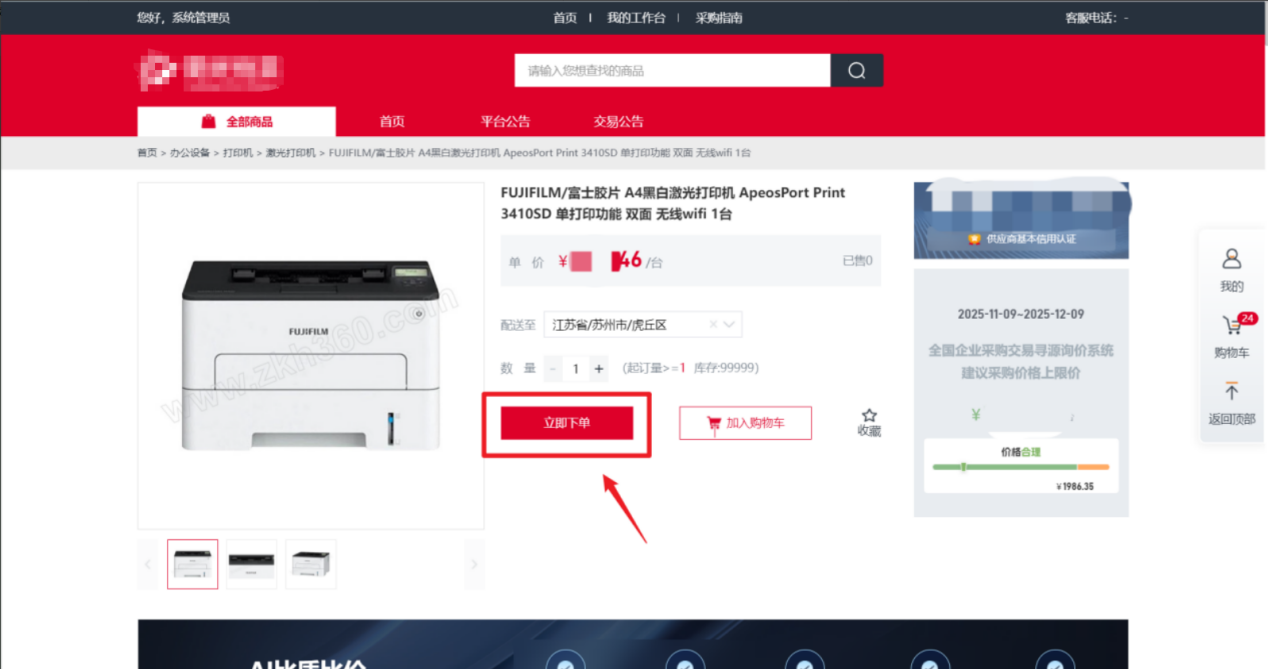 您好，系统管理员
首页 | 我的工作台 | 采购指南
客服电话：-
请输入您想查找的商品
全部商品
首页
平台公告
交易公告
首页 > 办公设备 > 打印机 > 激光打印机 > FUJIFILM/富士胶片 A4黑白激光打印机 ApeosPort Print 3410SD 单打印功能 双面 无线wifi 1台
FUJIFILM/富士胶片 A4黑白激光打印机 ApeosPort Print
3410SD 单打印功能 双面 无线wifi 1台
单 价 ¥ 46 /台
已售0
配送至 江苏省/苏州市/虎丘区
数 量 - 1 + (起订量>=1 库存:99999)
立即下单
加入购物车
收藏
FUJIFILM
www.zkh360.com
供应商基本信用认证
2025-11-09~2025-12-09
全国企业采购交易寻源询价系统
建议采购价格上限价
¥
价格合理
¥1986.35
我的
24
购物车
返回顶部
AI比质比价